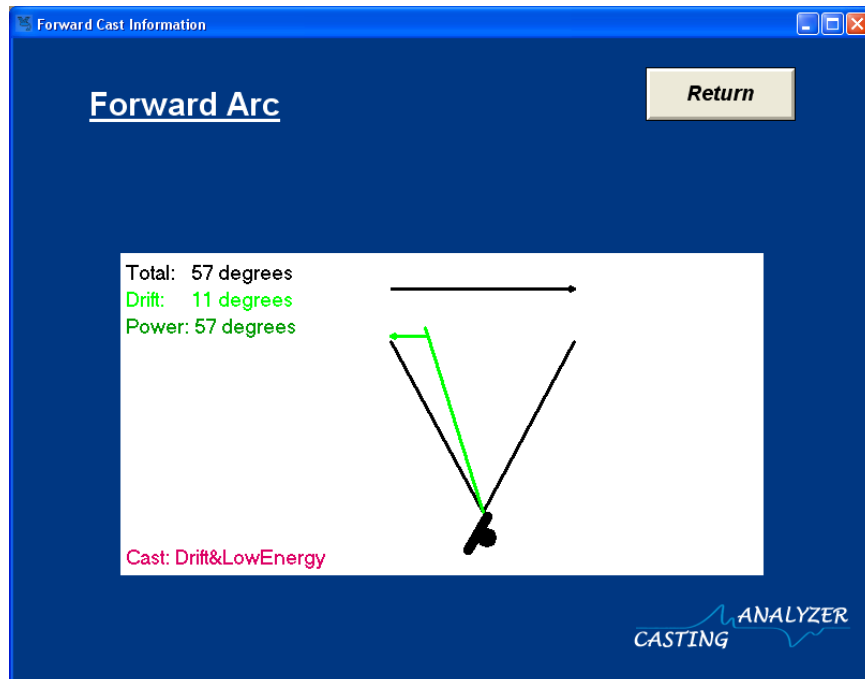 Forward Cast Information
Forward Arc
Return
Total: 57 degrees
Drift: 11 degrees
Power: 57 degrees
Cast: Drift&LowEnergy
CASTING ANALYZER